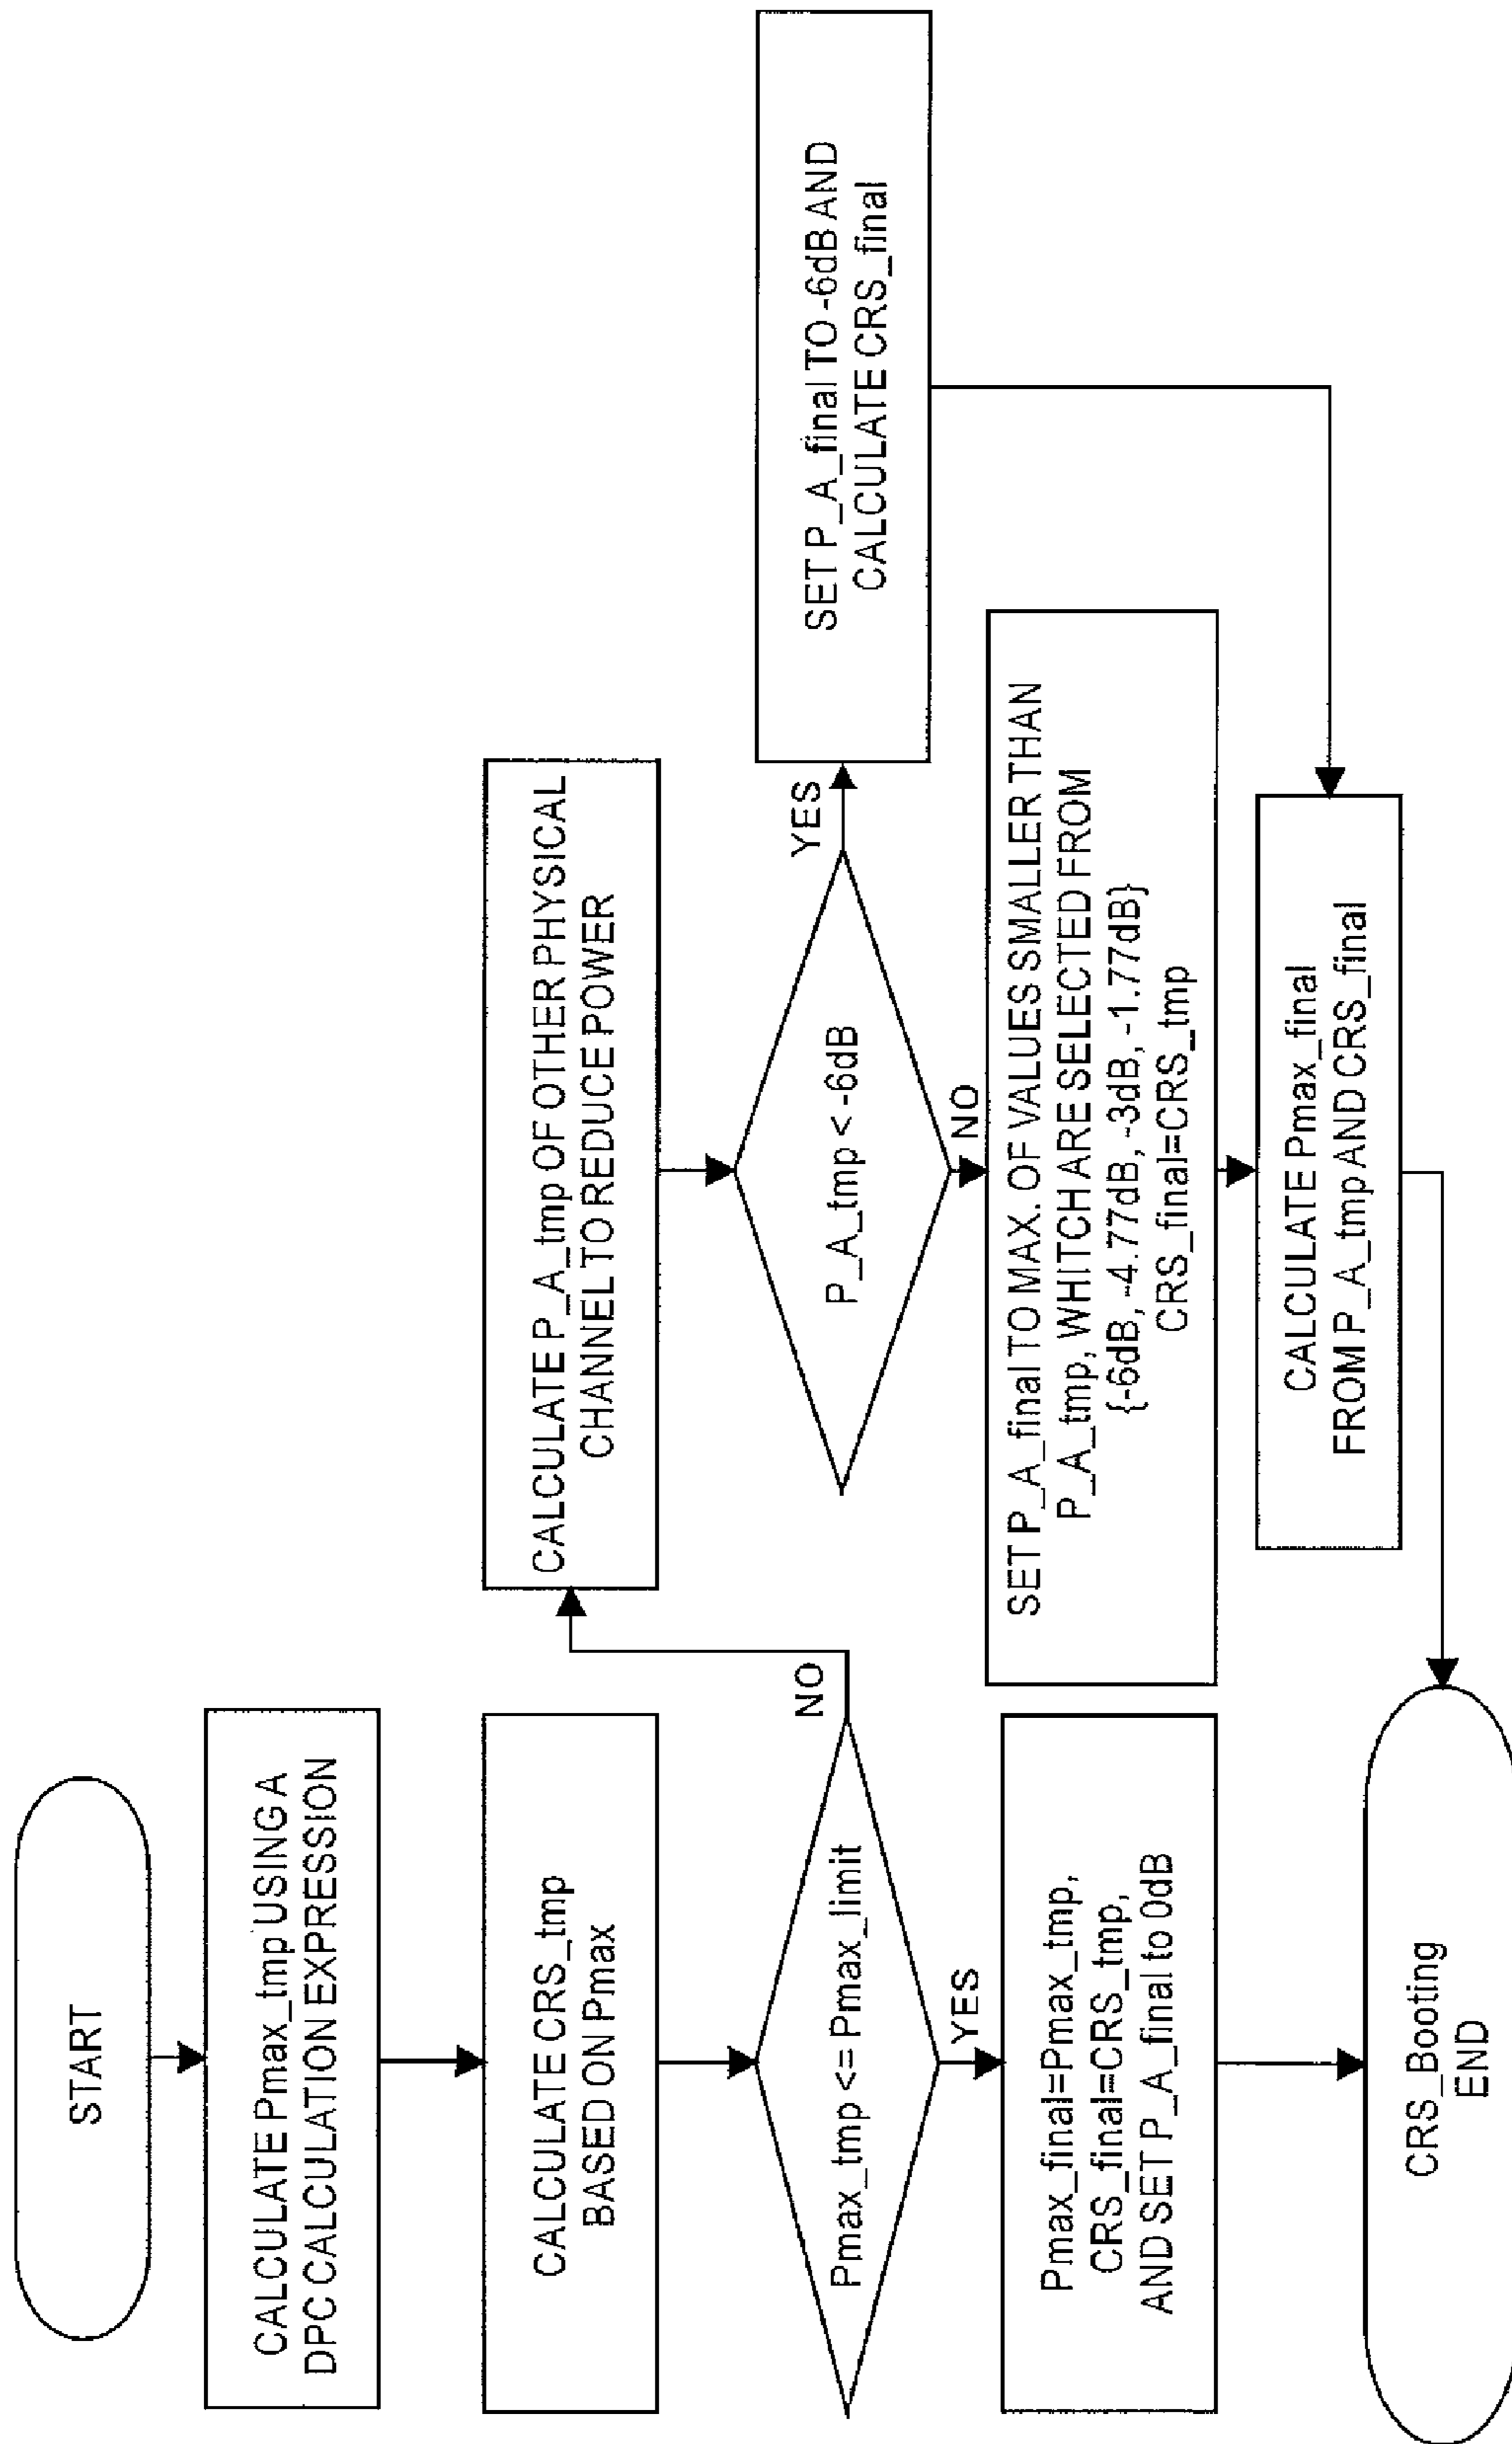 START
CALCULATE Pmax_tmp USING A
DPC CALCULATION EXPRESSION
CALCULATE CRS_tmp
BASED ON Pmax
Pmax_tmp <= Pmax_limit
NO
YES
Pmax_final=Pmax_tmp,
CRS_final=CRS_tmp,
AND SET P_A_final to 0dB
CRS_Booting
END
CALCULATE P_A_tmp OF OTHER PHYSICAL
CHANNEL TO REDUCE POWER
P_A_tmp < -6dB
YES
NO
SET P_A_final TO -6dB AND
CALCULATE CRS_final
SET P_A_final TO MAX. OF VALUES SMALLER THAN
P_A_tmp, WHITCH ARE SELECTED FROM
{-6dB, -4.77dB, -3dB, -1.77dB}
CRS_final=CRS_tmp
CALCULATE Pmax_final
FROM P_A_tmp AND CRS_final